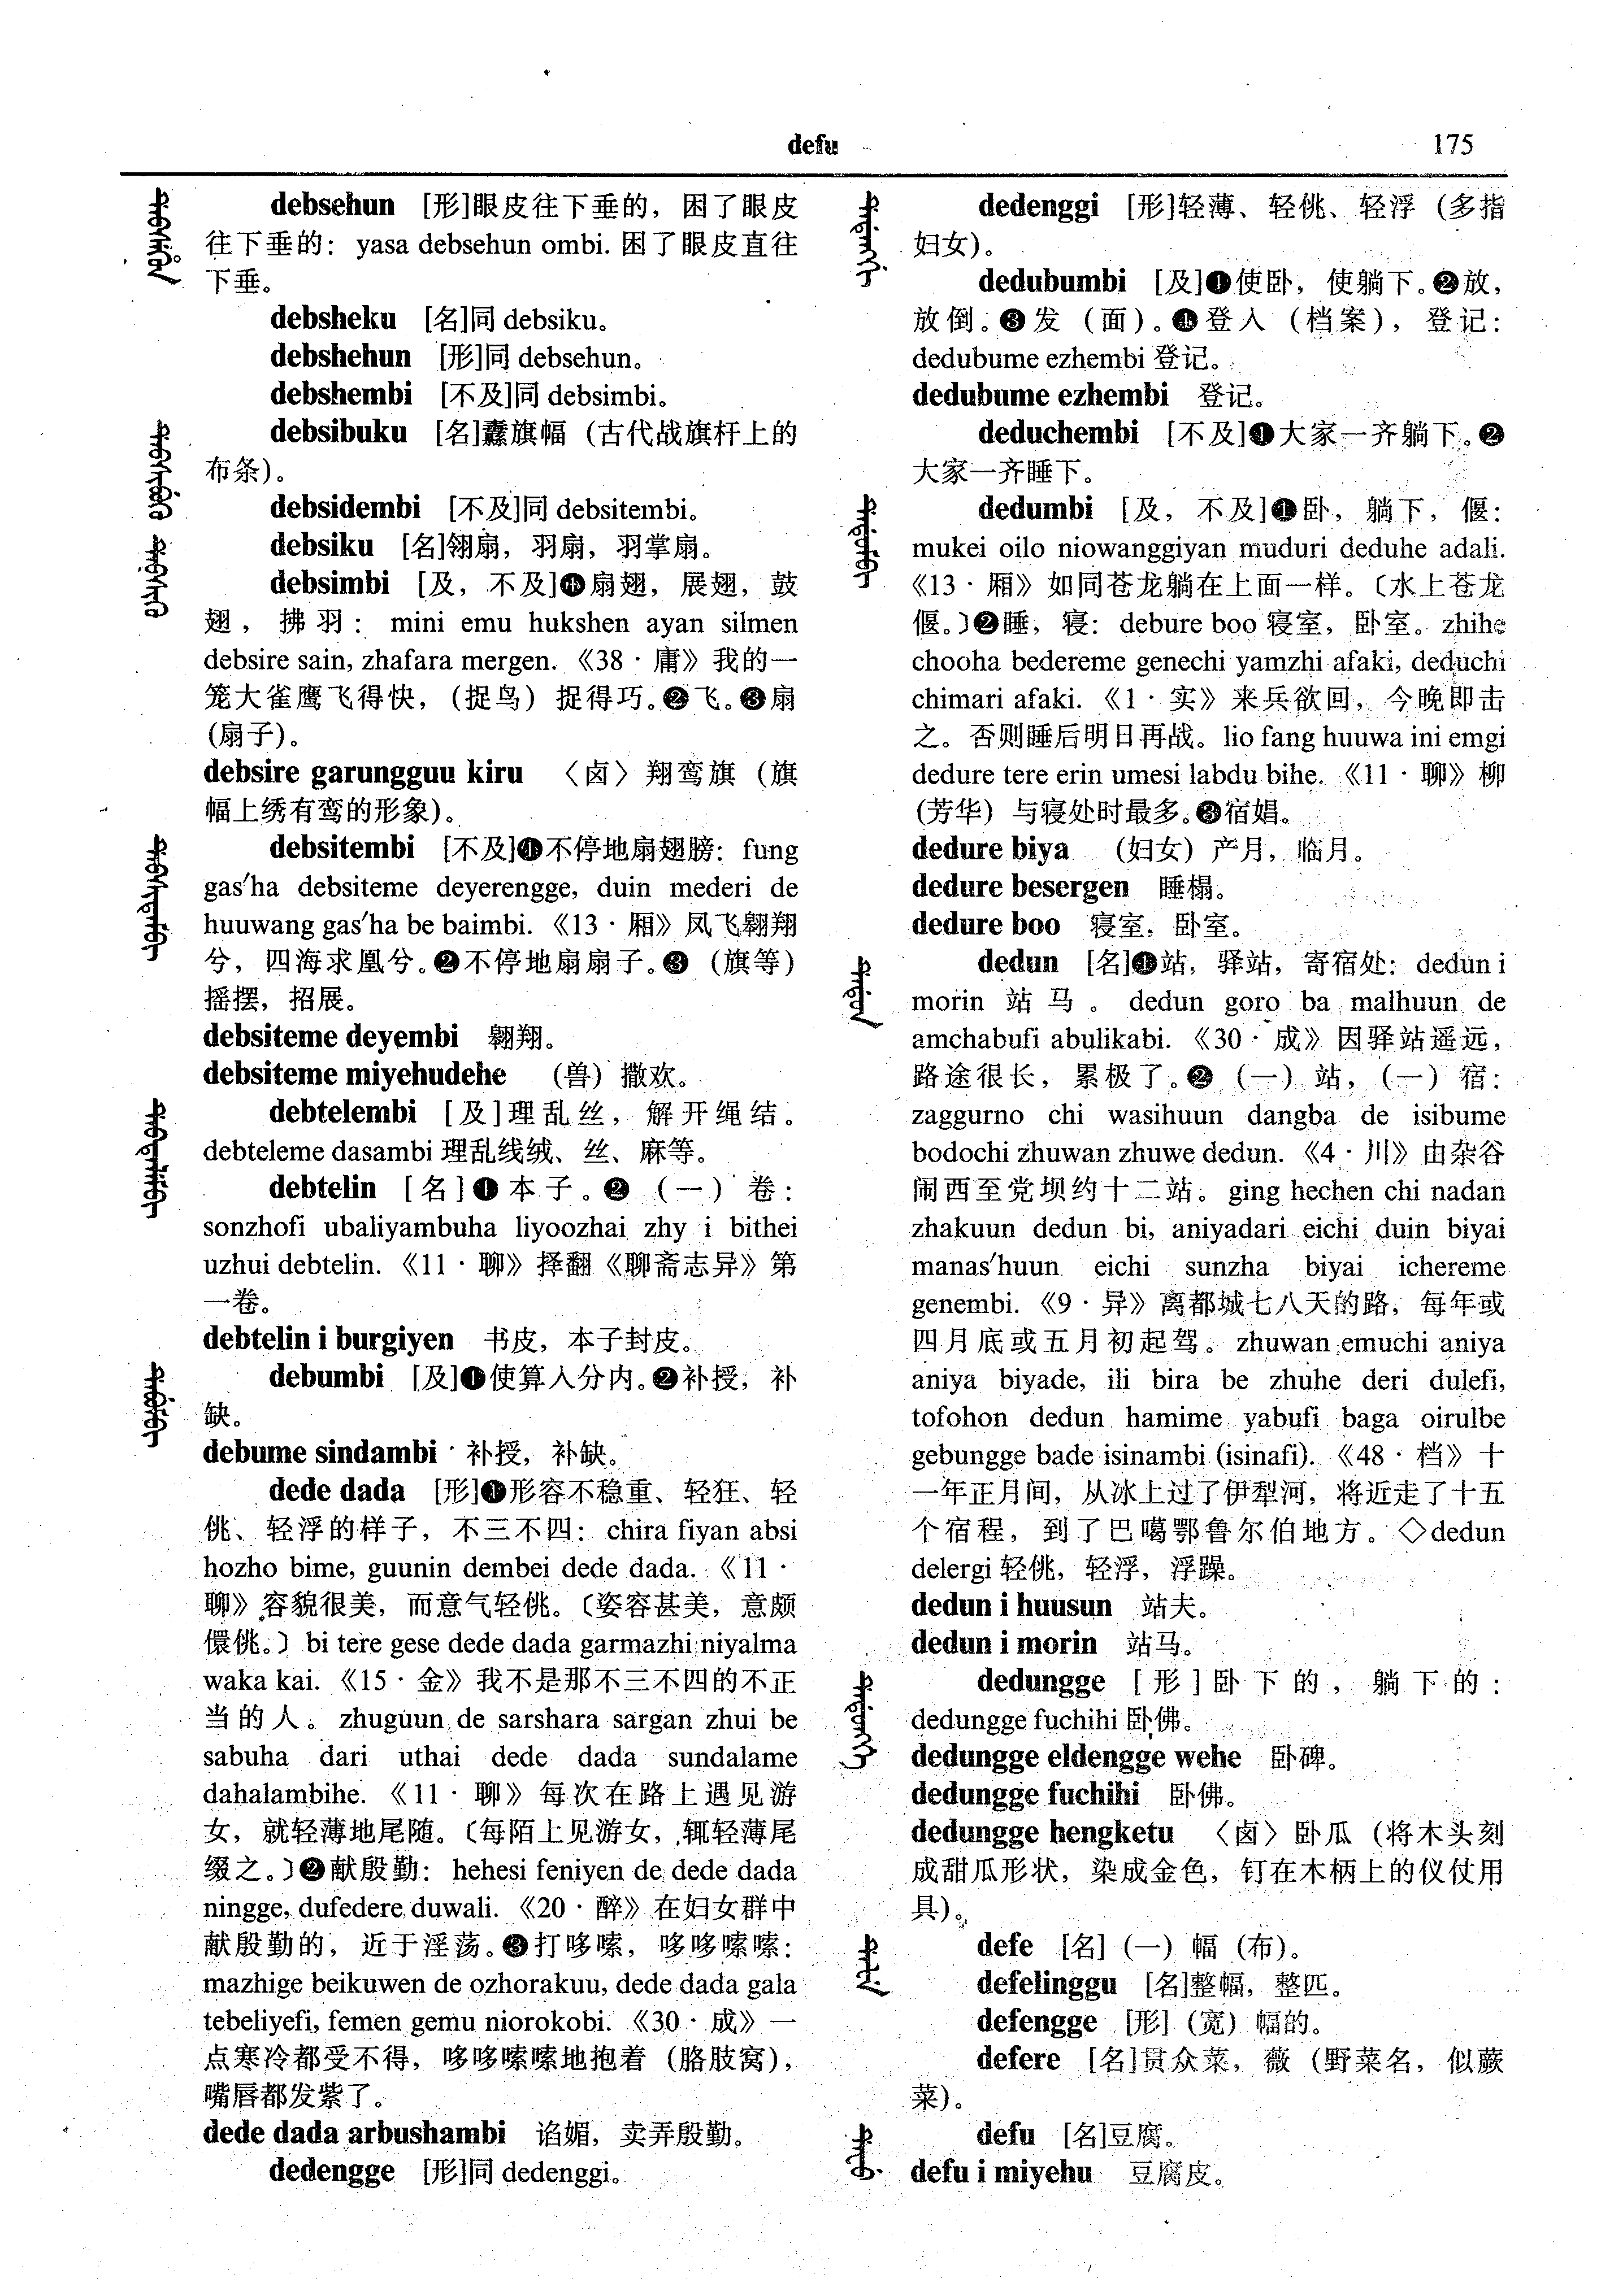 defu
175
debsehun [形]眼皮往下垂的，困了眼皮
往下垂的：yasa debsehun ombi. 困了眼皮直往
下垂。
debsheku [名]同 debsiku。
debshehun [形]同 debsehun。
debshembi [不及]同 debsimbi。
debsibuku [名]纛旗幅（古代战旗杆上的
布条）。
debsidembi [不及]同 debsitembi。
debsiku [名]翎扇，羽扇，羽掌扇。
debsimbi [及，不及]❶扇翅，展翅，鼓
翅，拂羽：mini emu hukshen ayan silmen
debsire sain, zhafara mergen.《38·庸》我的一
笼大雀鹰飞得快，（捉鸟）捉得巧。❷飞。❸扇
（扇子）。
debsire garungguu kiru 〈卤〉翔鸾旗（旗
幅上绣有鸾的形象）。
debsitembi [不及]❶不停地扇翅膀：fung
gas'ha debsiteme deyerengge, duin mederi de
huuwang gas'ha be baimbi.《13·厢》凤飞翱翔
兮，四海求凰兮。❷不停地扇扇子。❸（旗等）
摇摆，招展。
debsiteme deyembi 翱翔。
debsiteme miyehudehe （兽）撒欢。
debtelembi [及]理乱丝，解开绳结。
debteleme dasambi 理乱线绒、丝、麻等。
debtelin [名]❶本子。❷（一）卷：
sonzhofi ubaliyambuha liyoozhai zhy i bithei
uzhui debtelin.《11·聊》择翻《聊斋志异》第
一卷。
debtelin i burgiyen 书皮，本子封皮。
debumbi [及]❶使算入分内。❷补授，补
缺。
debume sindambi 补授，补缺。
dede dada [形]❶形容不稳重、轻狂、轻
佻、轻浮的样子，不三不四：chira fiyan absi
hozho bime, guunin dembei dede dada.《11·
聊》容貌很美，而意气轻佻。〔姿容甚美，意颇
儇佻。〕bi tere gese dede dada garmazhi niyalma
waka kai.《15·金》我不是那不三不四的不正
当的人。zhuguun de sarshara sargan zhui be
sabuha dari uthai dede dada sundalame
dahalambihe.《11·聊》每次在路上遇见游
女，就轻薄地尾随。〔每陌上见游女，辄轻薄尾
缀之。〕❷献殷勤：hehesi feniyen de dede dada
ningge, dufedere duwali.《20·醉》在妇女群中
献殷勤的，近于淫荡。❸打哆嗦，哆哆嗦嗦：
mazhige beikuwen de ozhorakuu, dede dada gala
tebeliyefi, femen gemu niorokobi.《30·成》一
点寒冷都受不得，哆哆嗦嗦地抱着（胳肢窝），
嘴唇都发紫了。
dede dada arbushambi 谄媚，卖弄殷勤。
dedengge [形]同 dedenggi。
dedenggi [形]轻薄、轻佻、轻浮（多指
妇女）。
dedubumbi [及]❶使卧，使躺下。❷放，
放倒。❸发（面）。❹登入（档案），登记：
dedubume ezhembi 登记。
dedubume ezhembi 登记。
deduchembi [不及]❶大家一齐躺下。❷
大家一齐睡下。
dedumbi [及，不及]❶卧，躺下，偃：
mukei oilo niowanggiyan muduri deduhe adali.
《13·厢》如同苍龙躺在上面一样。〔水上苍龙
偃。〕❷睡，寝：debure boo 寝室，卧室。zhihe
chooha bedereme genechi yamzhi afaki, deduchi
chimari afaki.《1·实》来兵欲回，今晚即击
之。否则睡后明日再战。lio fang huuwa ini emgi
dedure tere erin umesi labdu bihe.《11·聊》柳
（芳华）与寝处时最多。❸宿娼。
dedure biya （妇女）产月，临月。
dedure besergen 睡榻。
dedure boo 寝室，卧室。
dedun [名]❶站，驿站，寄宿处：dedun i
morin 站马。dedun goro ba malhuun de
amchabufi abulikabi.《30·成》因驿站遥远，
路途很长，累极了。❷（一）站，（一）宿：
zaggurno chi wasihuun dangba de isibume
bodochi zhuwan zhuwe dedun.《4·川》由杂谷
闹西至党坝约十二站。ging hechen chi nadan
zhakuun dedun bi, aniyadari eichi duin biyai
manas'huun eichi sunzha biyai ichereme
genembi.《9·异》离都城七八天的路，每年或
四月底或五月初起驾。zhuwan emuchi aniya
aniya biyade, ili bira be zhuhe deri dulefi,
tofohon dedun hamime yabufi baga oirulbe
gebungge bade isinambi (isinafi).《48·档》十
一年正月间，从冰上过了伊犁河，将近走了十五
个宿程，到了巴噶鄂鲁尔伯地方。◇dedun
delergi 轻佻，轻浮，浮躁。
dedun i huusun 站夫。
dedun i morin 站马。
dedungge [形]卧下的，躺下的：
dedungge fuchihi 卧佛。
dedungge eldengge wehe 卧碑。
dedungge fuchihi 卧佛。
dedungge hengketu 〈卤〉卧瓜（将木头刻
成甜瓜形状，染成金色，钉在木柄上的仪仗用
具）。
defe [名]（一）幅（布）。
defelinggu [名]整幅，整匹。
defengge [形]（宽）幅的。
defere [名]贯众菜，薇（野菜名，似蕨
菜）。
defu [名]豆腐。
defu i miyehu 豆腐皮。